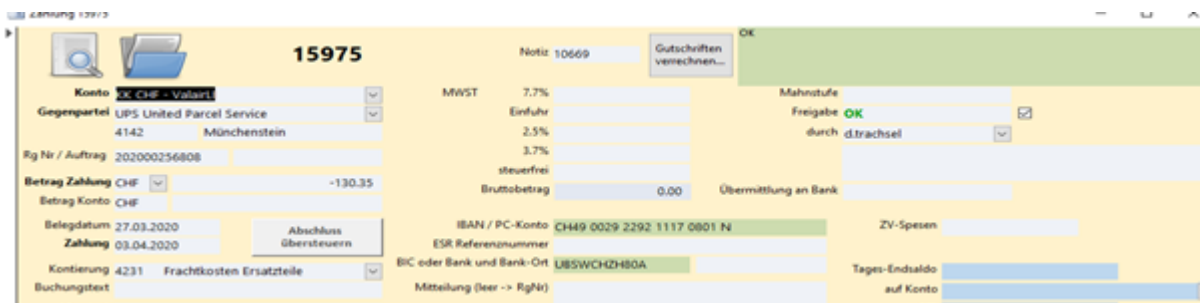 Zahlung 15975
15975 Notiz 10669 Gutschriften verrechnen... OK
Konto KK CHF - Valair
MWST 7.7% Mahnstufe
Gegenpartei UPS United Parcel Service Einfuhr Freigabe OK
4142 Münchenstein 2.5% durch d.trachsel
Rg Nr / Auftrag 202000256808 3.7%
steuerfrei
Betrag Zahlung CHF -130.35 Bruttobetrag 0.00 Übermittlung an Bank
Betrag Konto CHF
Belegdatum 27.03.2020 Abschluss übersteuern IBAN / PC-Konto CH49 0029 2292 1117 0801 N ZV-Spesen
Zahlung 03.04.2020 ESR Referenznummer
Kontierung 4231 Frachtkosten Ersatzteile BIC oder Bank und Bank-Ort UBSWCHZH80A Tages-Endsaldo
Buchungstext Mitteilung (leer -> RgNr) auf Konto